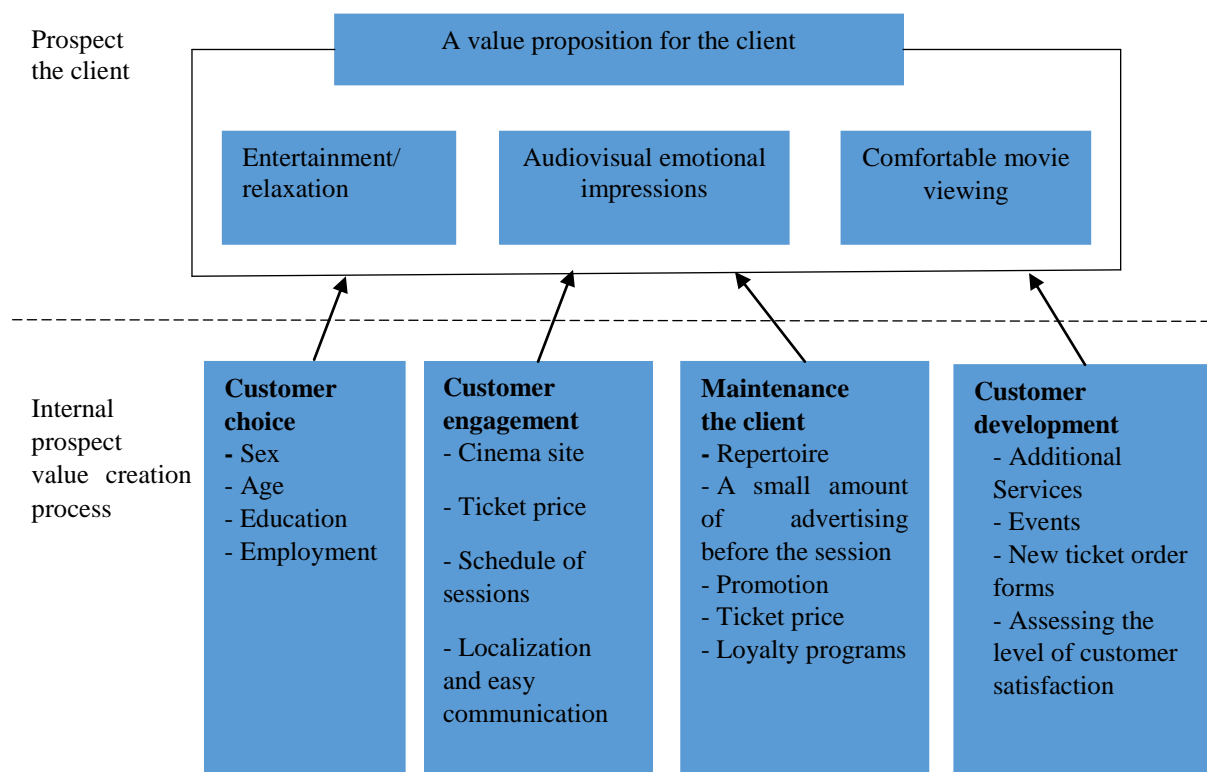 Prospect
the client
A value proposition for the client
Entertainment/
relaxation
Audiovisual emotional
impressions
Comfortable movie
viewing
Internal
prospect
value creation
process
Customer
choice
- Sex
- Age
- Education
- Employment
Customer
engagement
- Cinema site
- Ticket price
- Schedule of
sessions
- Localization
and easy
communication
Maintenance
the client
- Repertoire
- A small amount
of advertising
before the session
- Promotion
- Ticket price
- Loyalty programs
Customer
development
- Additional
Services
- Events
- New ticket order
forms
- Assessing the
level of customer
satisfaction